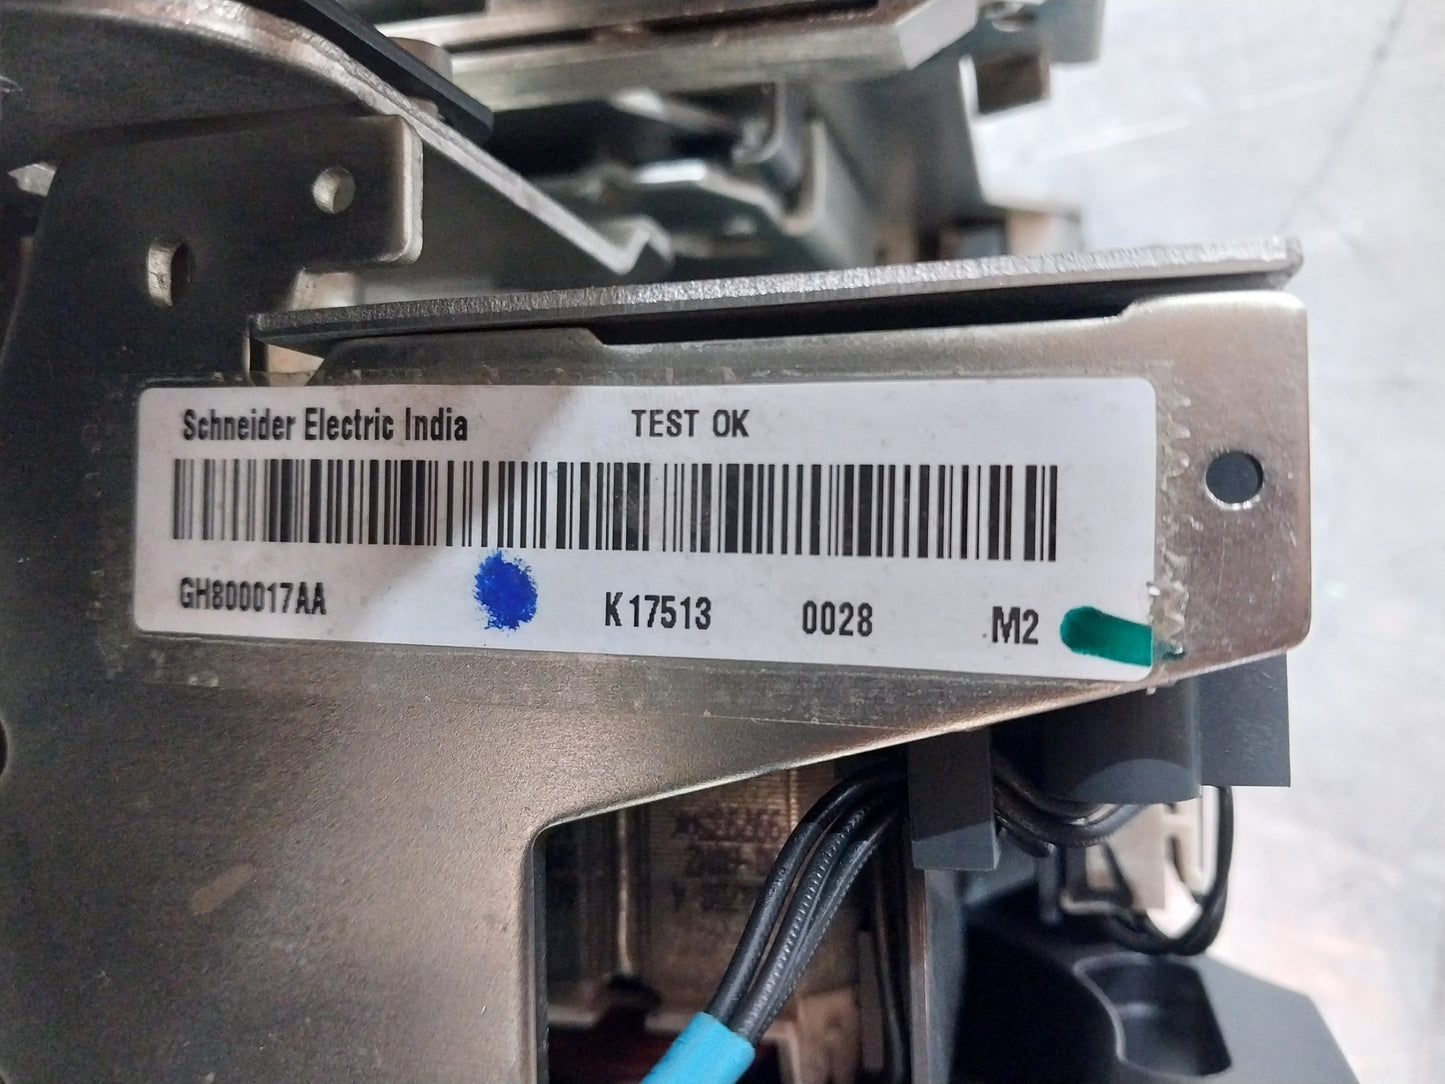 Schneider Electric India TEST OK
GH800017AA K17513 0028 M2